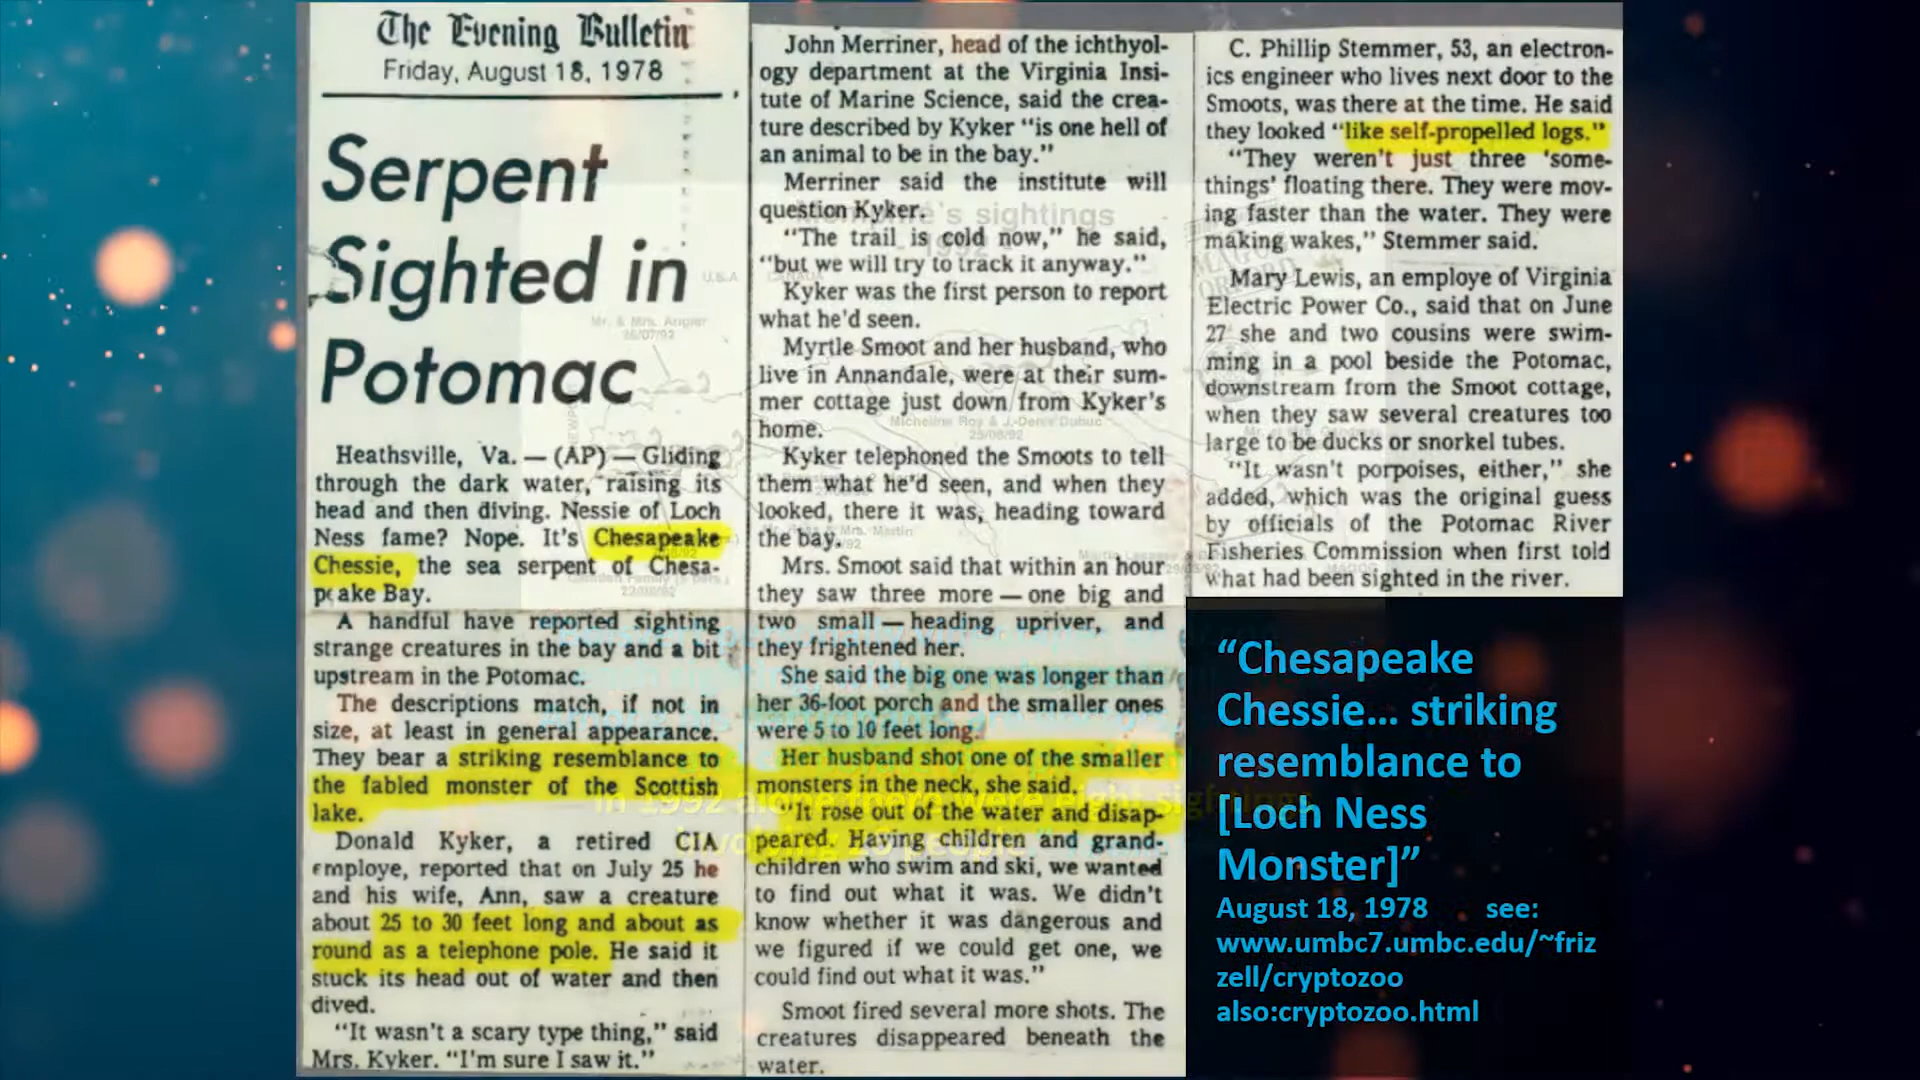 The Evening Bulletin
Friday, August 18, 1978
Serpent
Sighted in
Potomac
Heathsville, Va. — (AP) — Gliding
through the dark water, raising its
head and then diving. Nessie of Loch
Ness fame? Nope. It's Chesapeake
Chessie, the sea serpent of Chesa-
peake Bay.
A handful have reported sighting
strange creatures in the bay and a bit
upstream in the Potomac.
The descriptions match, if not in
size, at least in general appearance.
They bear a striking resemblance to
the fabled monster of the Scottish
lake.
Donald Kyker, a retired CIA
employe, reported that on July 25 he
and his wife, Ann, saw a creature
about 25 to 30 feet long and about as
round as a telephone pole. He said it
stuck its head out of water and then
dived.
"It wasn't a scary type thing," said
Mrs. Kyker. "I'm sure I saw it."
John Merriner, head of the ichthyol-
ogy department at the Virginia Insi-
tute of Marine Science, said the crea-
ture described by Kyker "is one hell of
an animal to be in the bay."
Merriner said the institute will
question Kyker.
"The trail is cold now," he said,
"but we will try to track it anyway."
Kyker was the first person to report
what he'd seen.
Myrtle Smoot and her husband, who
live in Annandale, were at their sum-
mer cottage just down from Kyker's
home.
Kyker telephoned the Smoots to tell
them what he'd seen, and when they
looked, there it was, heading toward
the bay.
Mrs. Smoot said that within an hour
they saw three more — one big and
two small — heading upriver, and
they frightened her.
She said the big one was longer than
her 36-foot porch and the smaller ones
were 5 to 10 feet long.
Her husband shot one of the smaller
monsters in the neck, she said.
"It rose out of the water and disap-
peared. Having children and grand-
children who swim and ski, we wanted
to find out what it was. We didn't
know whether it was dangerous and
we figured if we could get one, we
could find out what it was."
Smoot fired several more shots. The
creatures disappeared beneath the
water.
C. Phillip Stemmer, 53, an electron-
ics engineer who lives next door to the
Smoots, was there at the time. He said
they looked "like self-propelled logs."
"They weren't just three 'some-
things' floating there. They were mov-
ing faster than the water. They were
making wakes," Stemmer said.
Mary Lewis, an employe of Virginia
Electric Power Co., said that on June
27 she and two cousins were swim-
ming in a pool beside the Potomac,
downstream from the Smoot cottage,
when they saw several creatures too
large to be ducks or snorkel tubes.
"It wasn't porpoises, either," she
added, which was the original guess
by officials of the Potomac River
Fisheries Commission when first told
what had been sighted in the river.
“Chesapeake
Chessie... striking
resemblance to
[Loch Ness
Monster]”
August 18, 1978 see:
www.umbc7.umbc.edu/~friz
zell/cryptozoo
also:cryptozoo.html